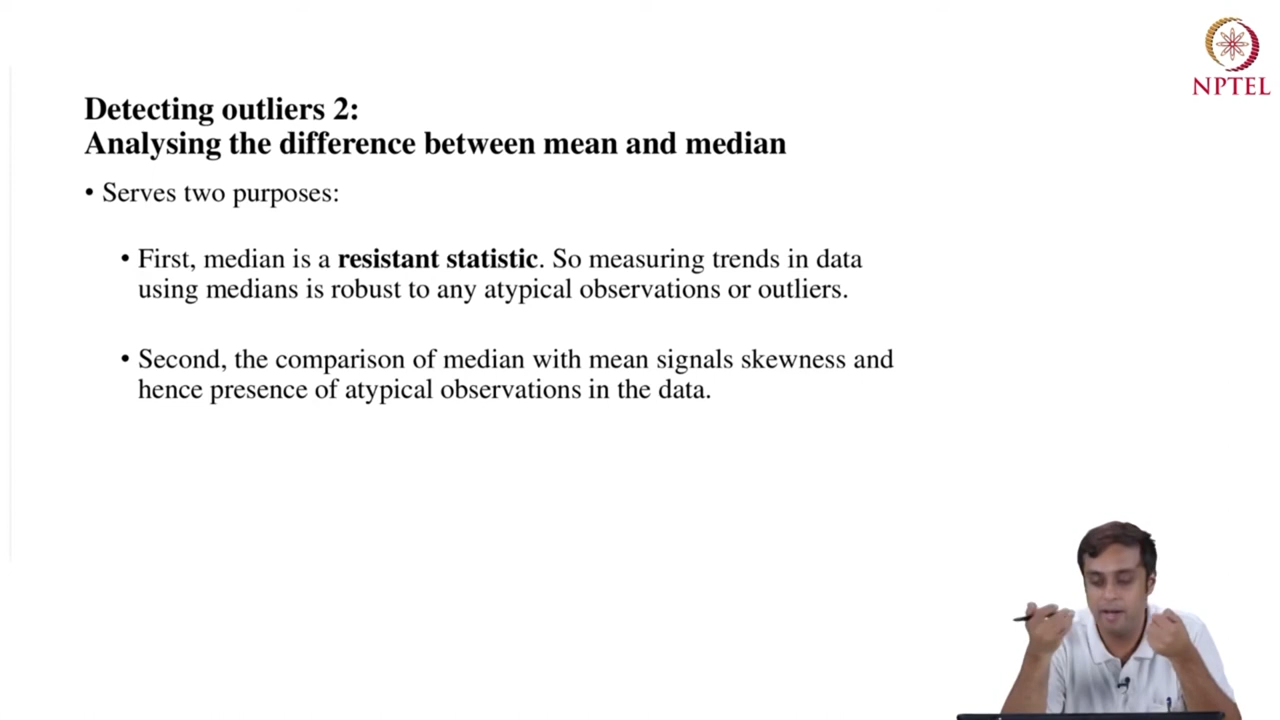 NPTEL
Detecting outliers 2:
Analysing the difference between mean and median
• Serves two purposes:
• First, median is a resistant statistic. So measuring trends in data
using medians is robust to any atypical observations or outliers.
• Second, the comparison of median with mean signals skewness and
hence presence of atypical observations in the data.